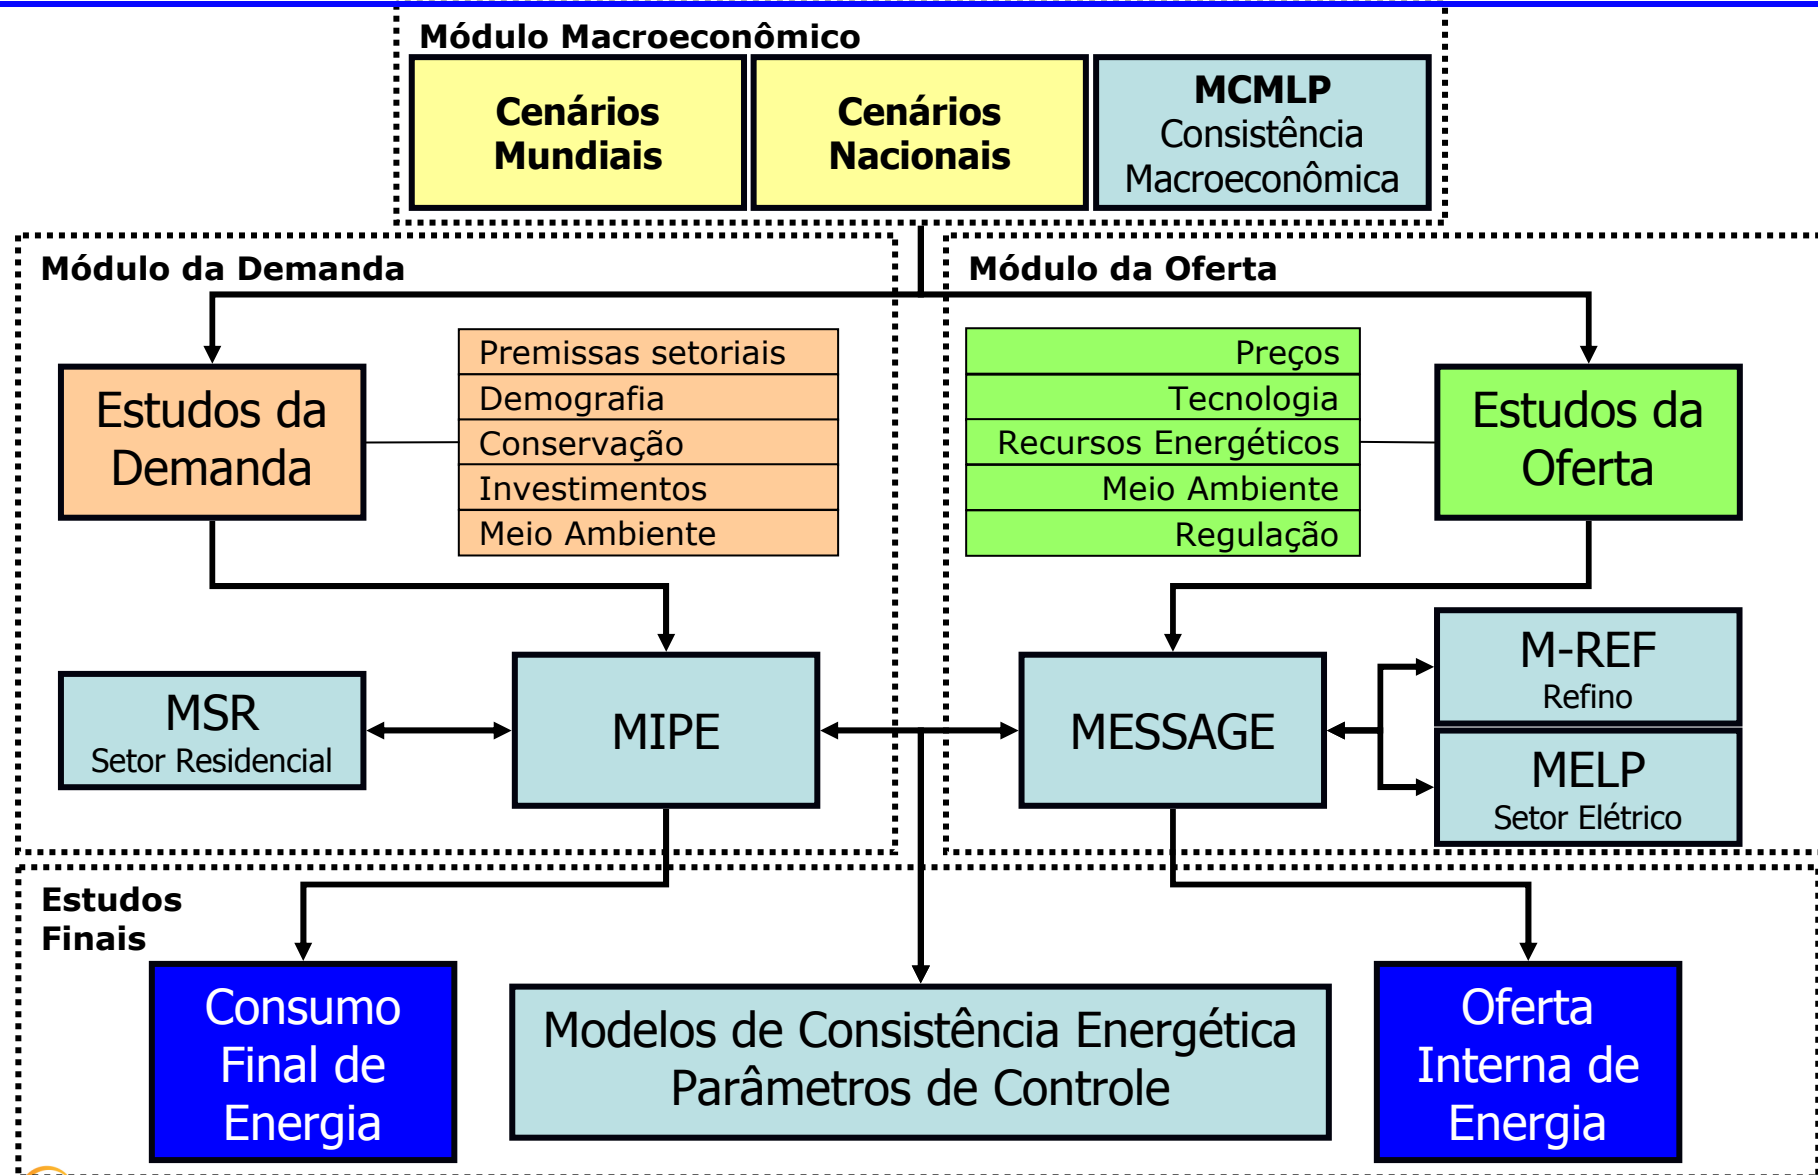 Módulo Macroeconômico
Cenários
Mundiais
Cenários
Nacionais
MCMLP
Consistência
Macroeconômica
Módulo da Demanda
Estudos da
Demanda
Premissas setoriais
Demografia
Conservação
Investimentos
Meio Ambiente
MSR
Setor Residencial
MIPE
Módulo da Oferta
Preços
Tecnologia
Recursos Energéticos
Meio Ambiente
Regulação
Estudos da
Oferta
MESSAGE
M-REF
Refino
MELP
Setor Elétrico
Estudos
Finais
Consumo
Final de
Energia
Modelos de Consistência Energética
Parâmetros de Controle
Oferta
Interna de
Energia